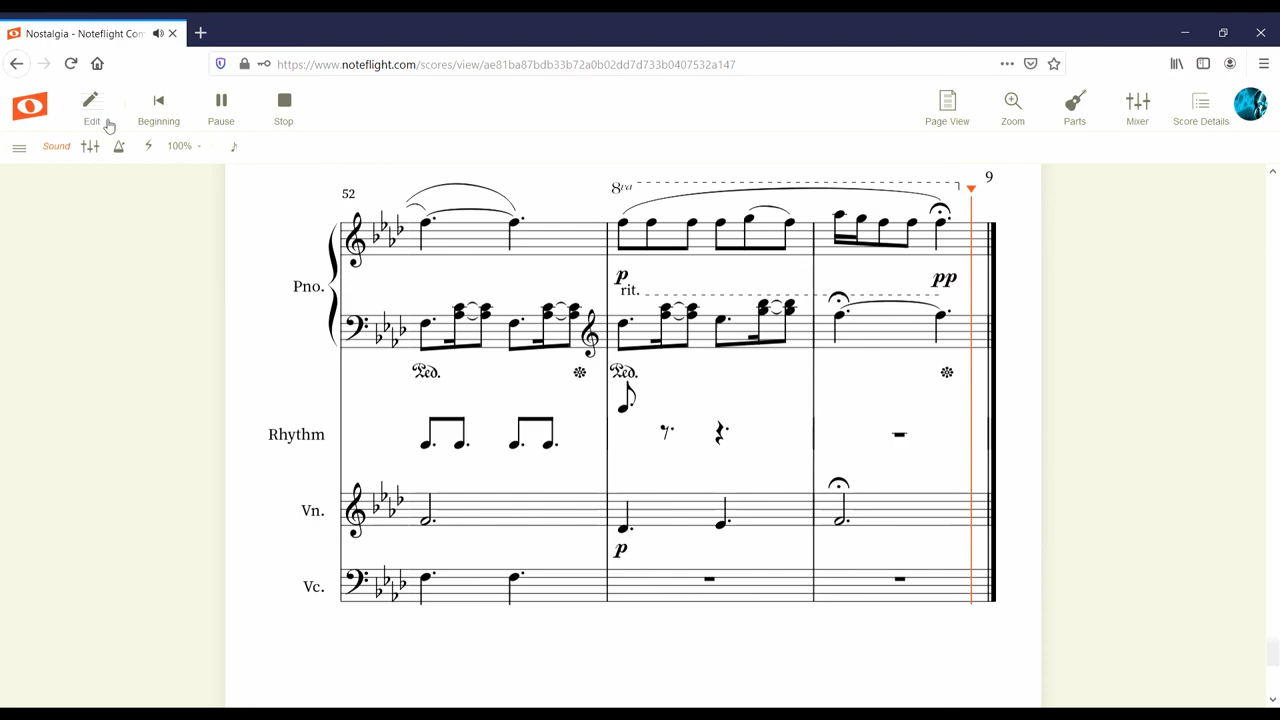 Nostalgia - Noteflight Com
https://www.noteflight.com/scores/view/ae81ba87bdb33b72a0b02dd7d733b0407532a147
Edit
Beginning
Pause
Stop
Page View
Zoom
Parts
Mixer
Score Details
Sound
100%
9
52
8va
p
pp
rit.
Pno.
Ped.
Ped.
Rhythm
Vn.
p
Vc.